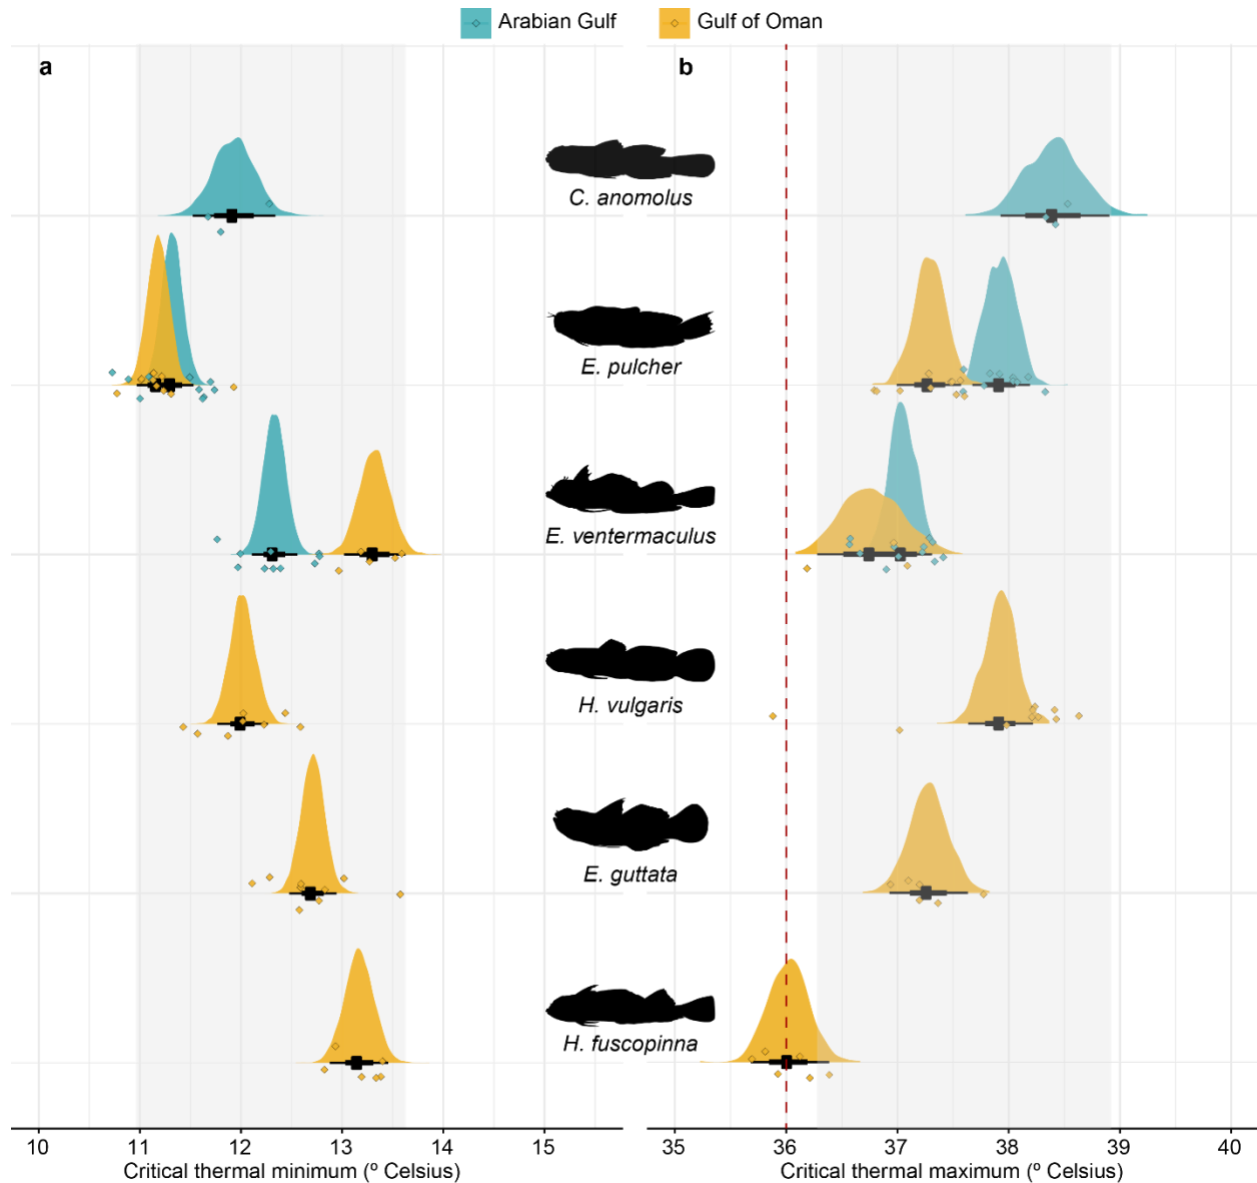 Arabian Gulf Gulf of Oman
a b
C. anomolus
E. pulcher
E. ventermaculus
H. vulgaris
E. guttata
H. fuscopinna
10 11 12 13 14 15 35 36 37 38 39 40
Critical thermal minimum (º Celsius) Critical thermal maximum (º Celsius)